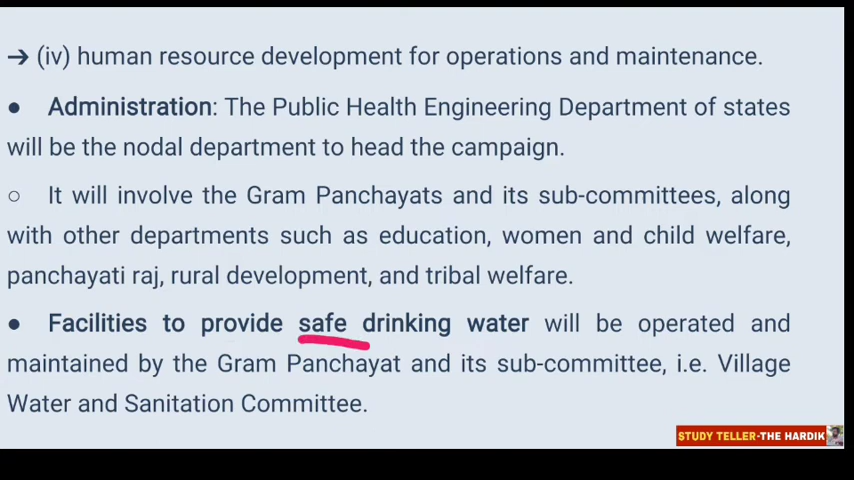 → (iv) human resource development for operations and maintenance.
● Administration: The Public Health Engineering Department of states
will be the nodal department to head the campaign.
○ It will involve the Gram Panchayats and its sub-committees, along
with other departments such as education, women and child welfare,
panchayati raj, rural development, and tribal welfare.
● Facilities to provide safe drinking water will be operated and
maintained by the Gram Panchayat and its sub-committee, i.e. Village
Water and Sanitation Committee.
STUDY TELLER-THE HARDIK